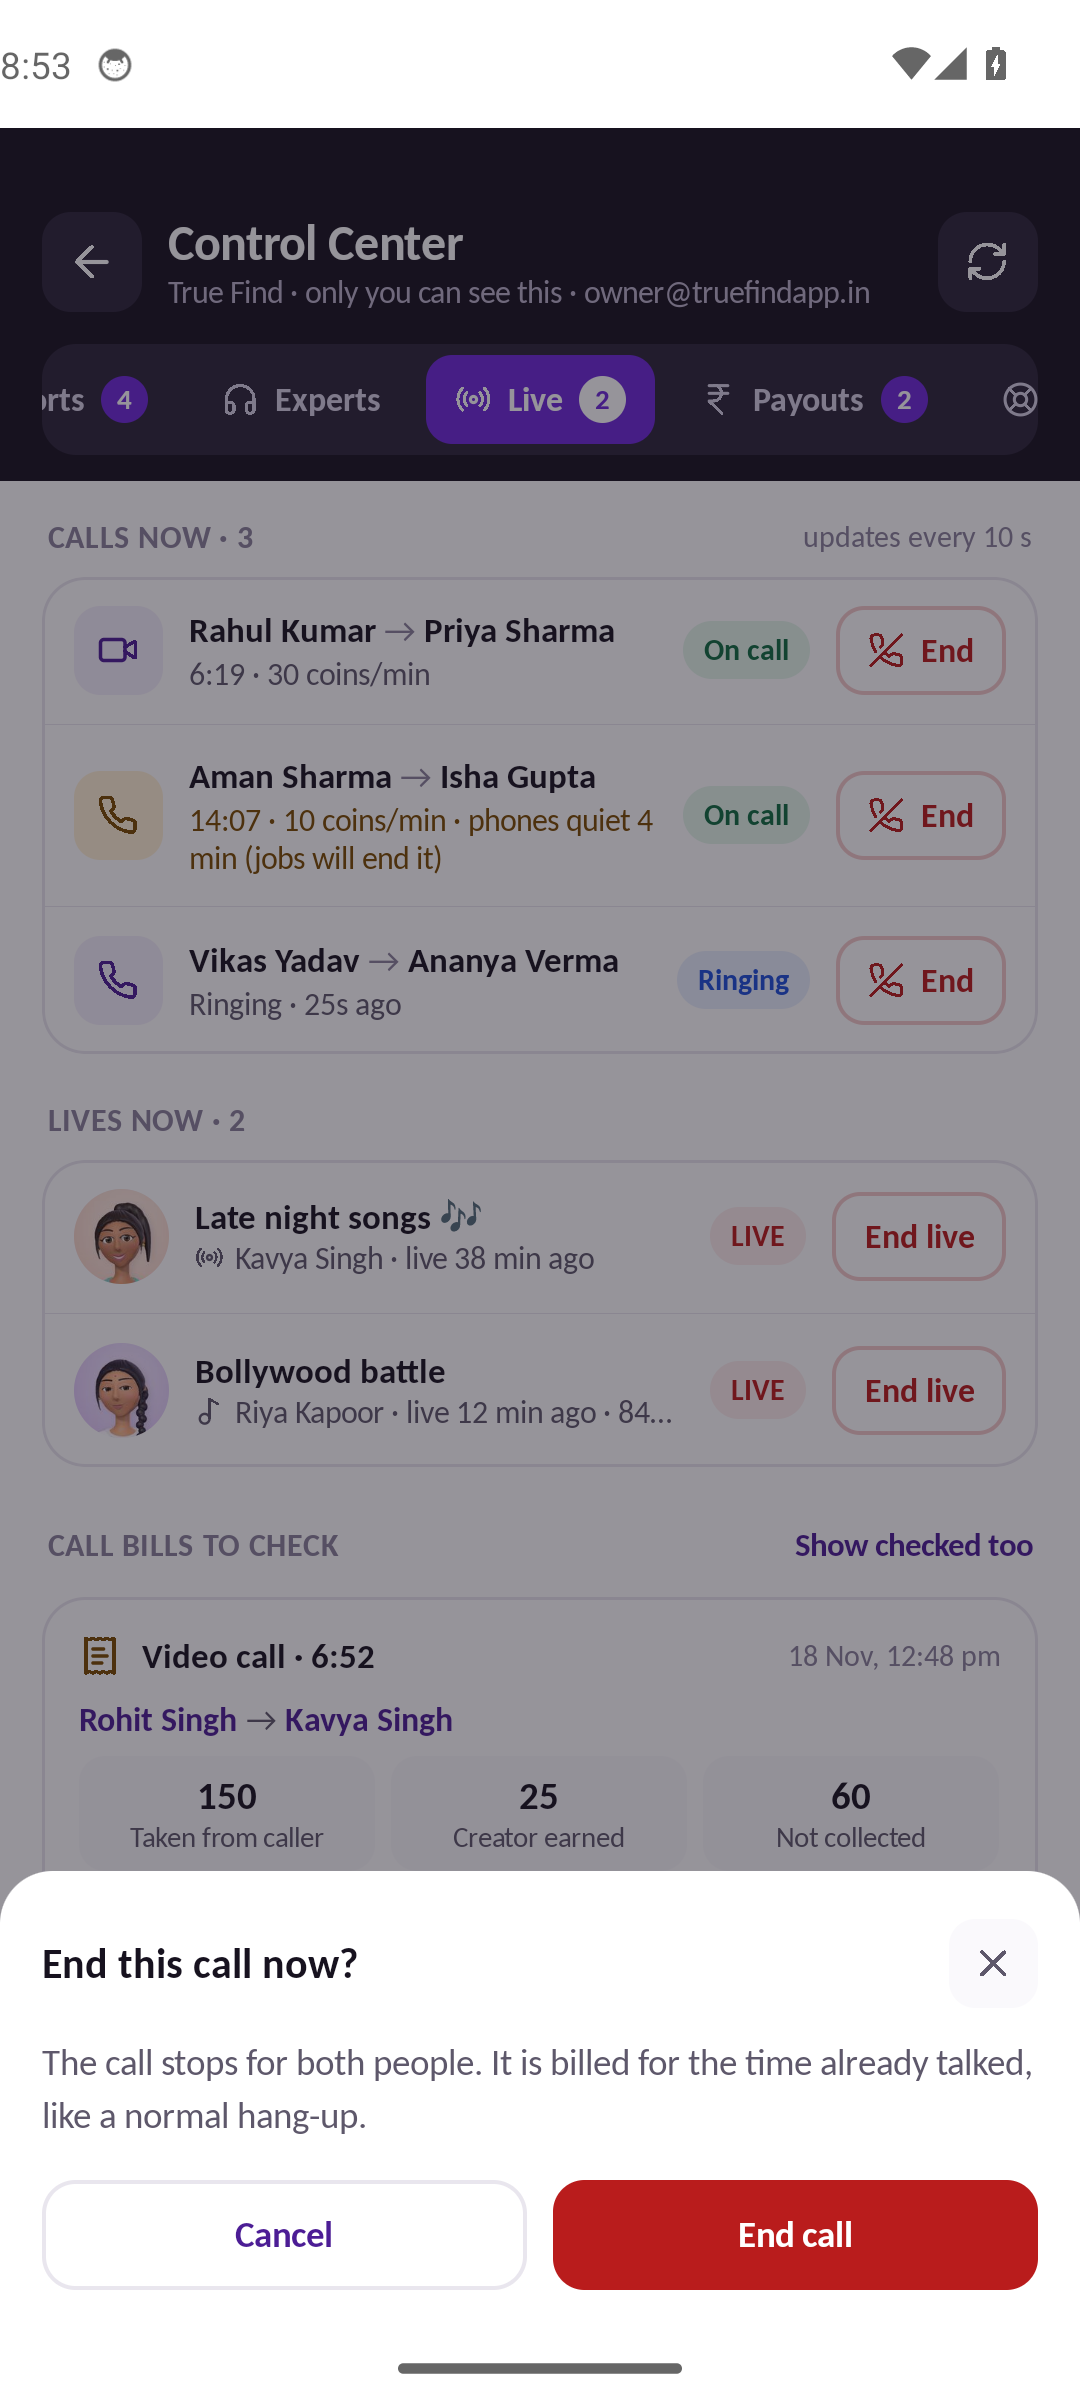 8:53
Control Center
True Find · only you can see this · owner@truefindapp.in
orts 4 Experts Live 2 Payouts 2
CALLS NOW · 3 updates every 10 s
Rahul Kumar → Priya Sharma
6:19 · 30 coins/min
On call End
Aman Sharma → Isha Gupta
14:07 · 10 coins/min · phones quiet 4
min (jobs will end it)
On call End
Vikas Yadav → Ananya Verma
Ringing · 25s ago
Ringing End
LIVES NOW · 2
Late night songs 🎶
Kavya Singh · live 38 min ago
LIVE End live
Bollywood battle
Riya Kapoor · live 12 min ago · 84...
LIVE End live
CALL BILLS TO CHECK Show checked too
Video call · 6:52 18 Nov, 12:48 pm
Rohit Singh → Kavya Singh
150 25 60
Taken from caller Creator earned Not collected
End this call now?
The call stops for both people. It is billed for the time already talked,
like a normal hang-up.
Cancel End call